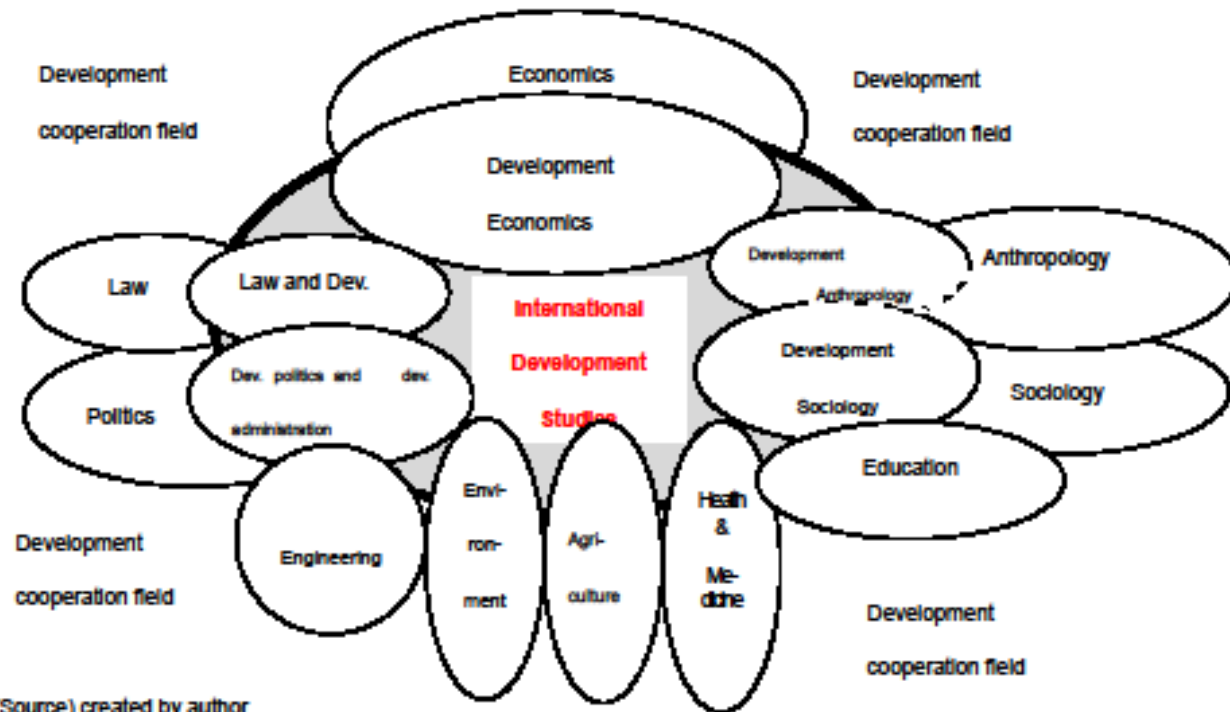 Development
cooperation field
Economics
Development
cooperation field
Development
Economics
Law
Law and Dev.
Development
Anthropology
Anthropology
International
Development
Studies
Politics
Dev. politics and dev.
administration
Development
Sociology
Sociology
Education
Engineering
Envi-
ron-
ment
Agri-
culture
Health
&
Me-
dicine
Development
cooperation field
Development
cooperation field
Source) created by author